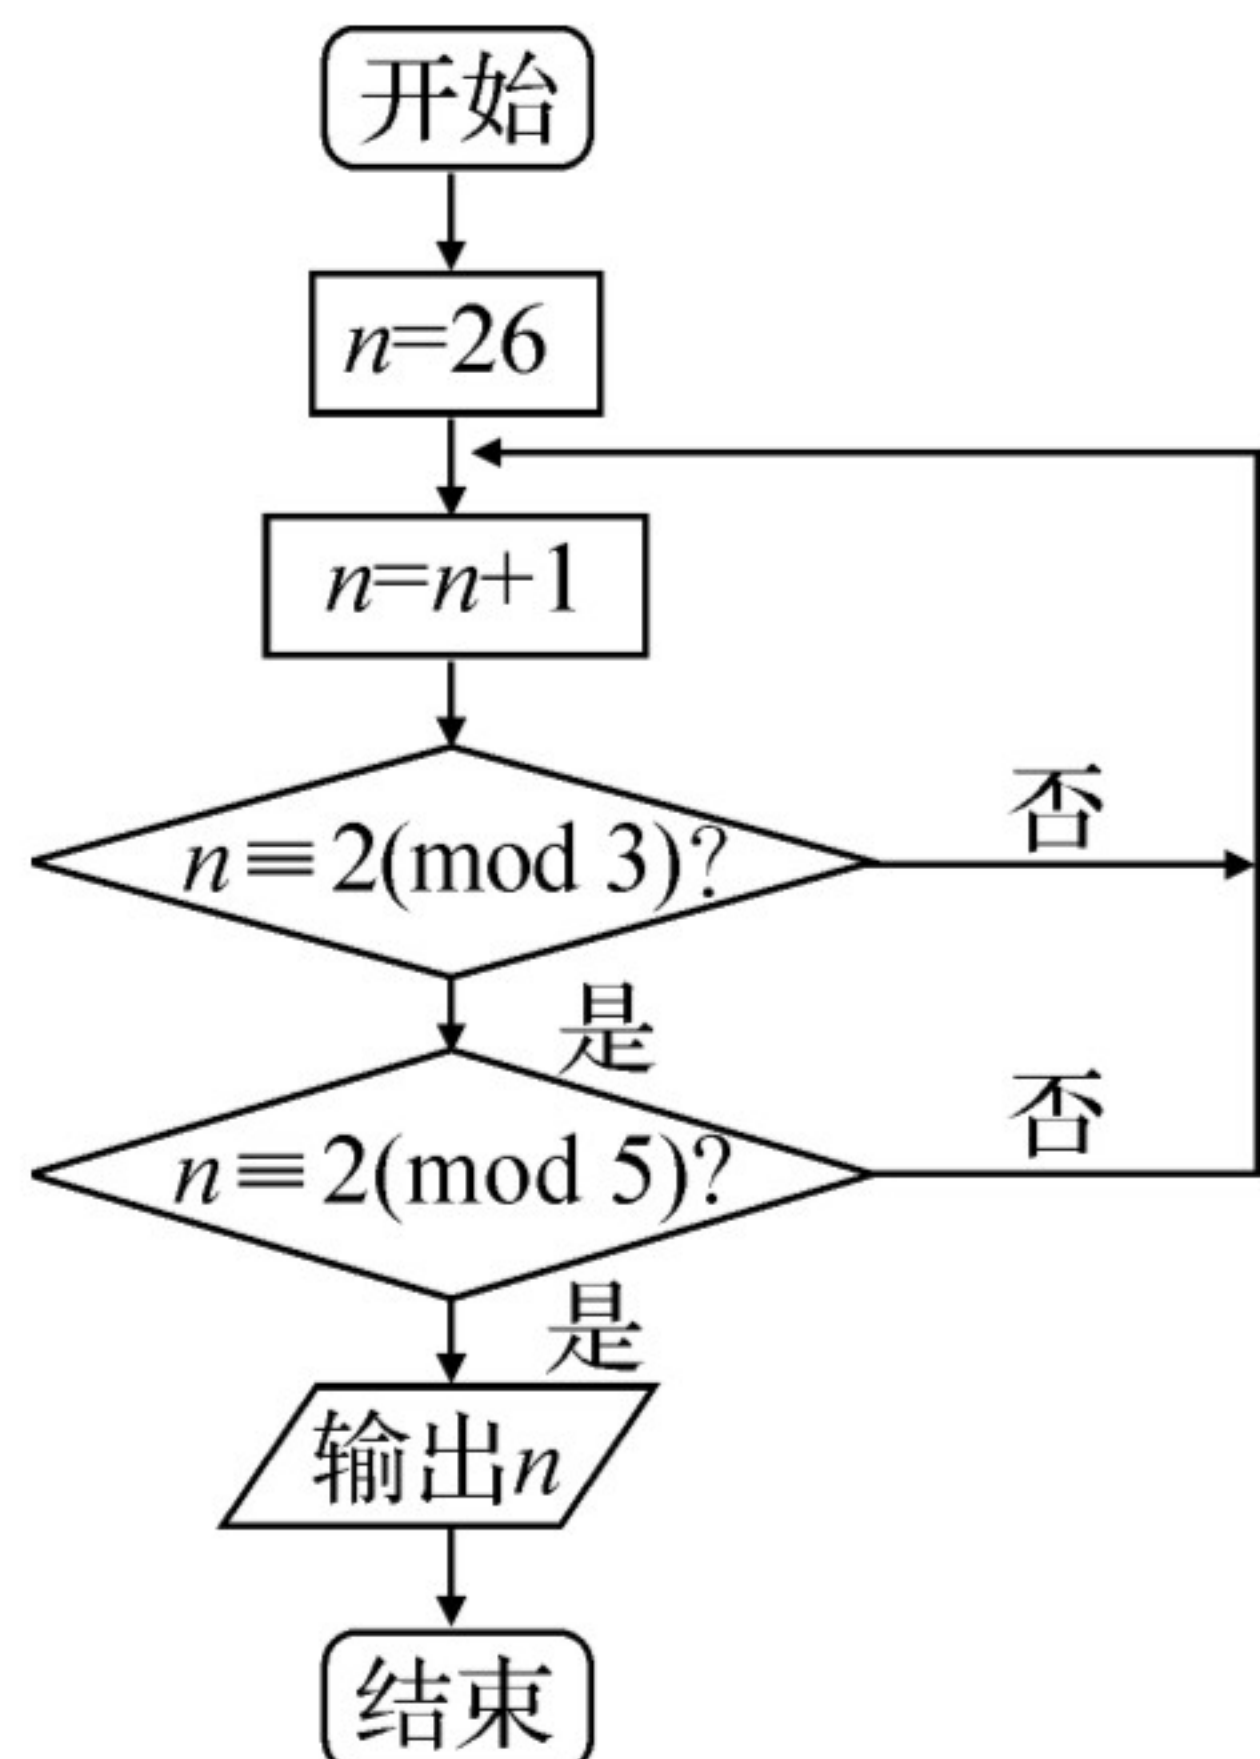 开始
n=26
n=n+1
n≡2(mod 3)?
否
是
n≡2(mod 5)?
否
是
输出n
结束